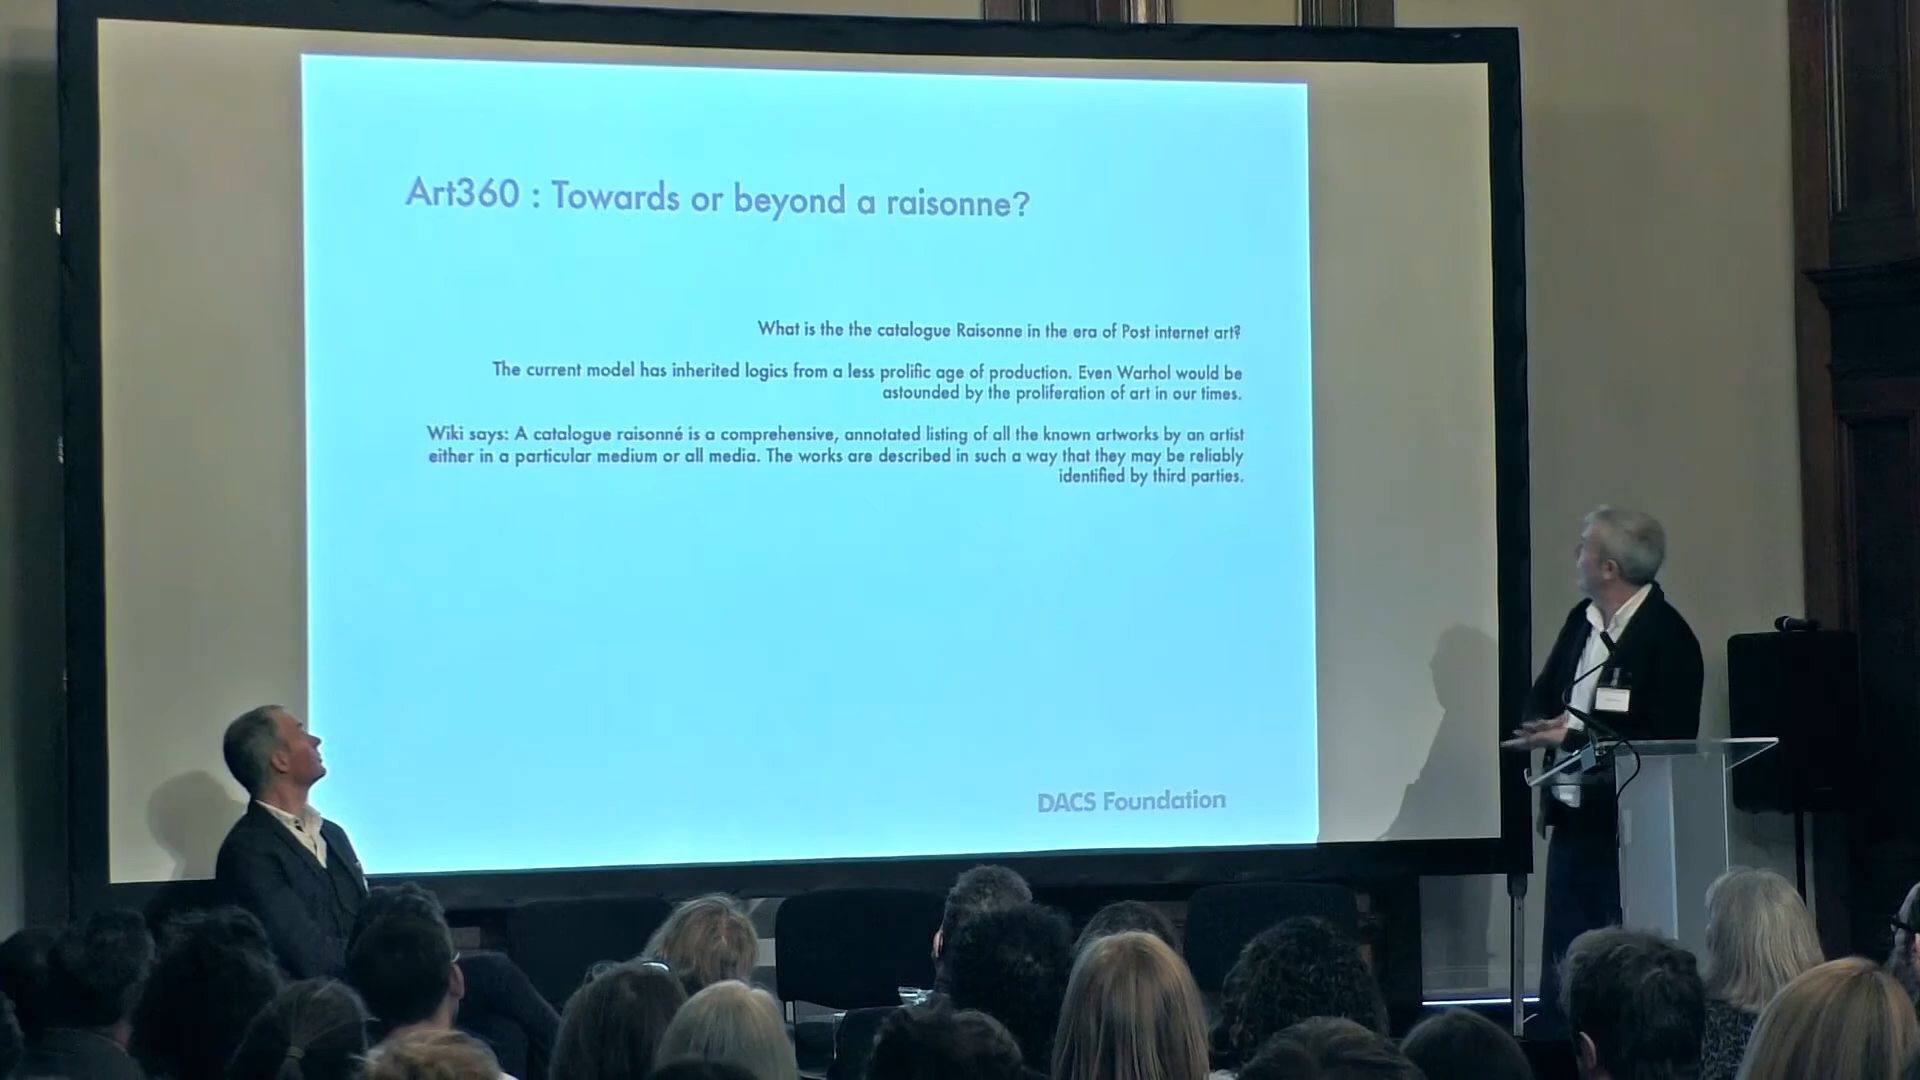 Art360 : Towards or beyond a raisonne?
What is the the catalogue Raisonne in the era of Post internet art?
The current model has inherited logics from a less prolific age of production. Even Warhol would be
astounded by the proliferation of art in our times.
Wiki says: A catalogue raisonné is a comprehensive, annotated listing of all the known artworks by an artist
either in a particular medium or all media. The works are described in such a way that they may be reliably
identified by third parties.
DACS Foundation